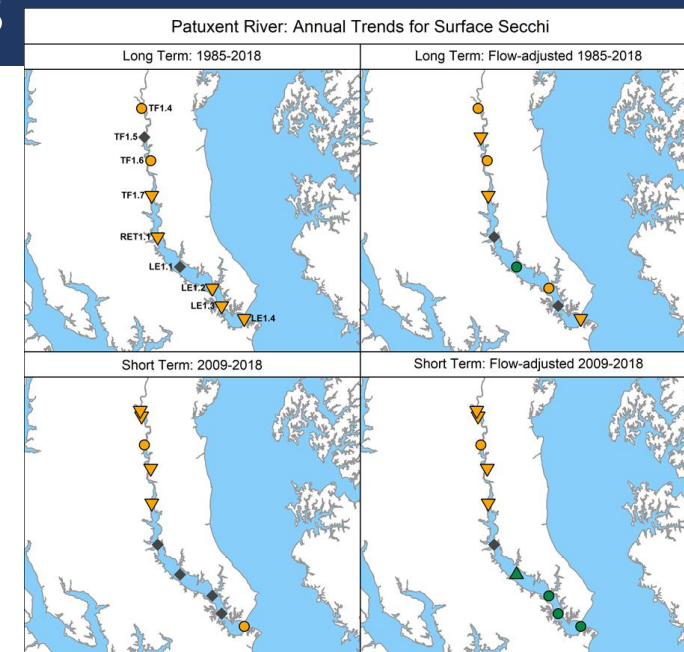 Patuxent River: Annual Trends for Surface Secchi
Long Term: 1985-2018
Long Term: Flow-adjusted 1985-2018
TF1.4
TF1.5
TF1.6
TF1.7
RET1.1
LE1.1
LE1.2
LE1.3
LE1.4
Short Term: 2009-2018
Short Term: Flow-adjusted 2009-2018